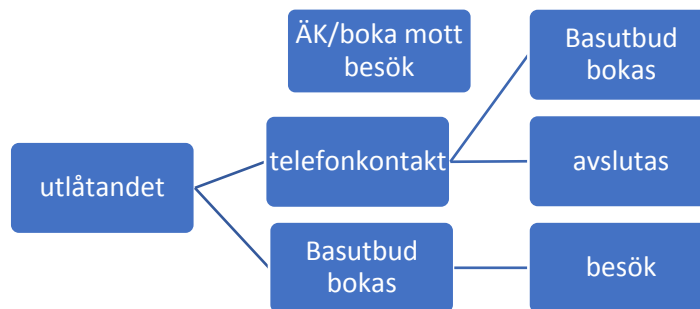 ÄK/boka mott
besök
Basutbud
bokas
utlåtandet
telefonkontakt
avslutas
Basutbud
bokas
besök